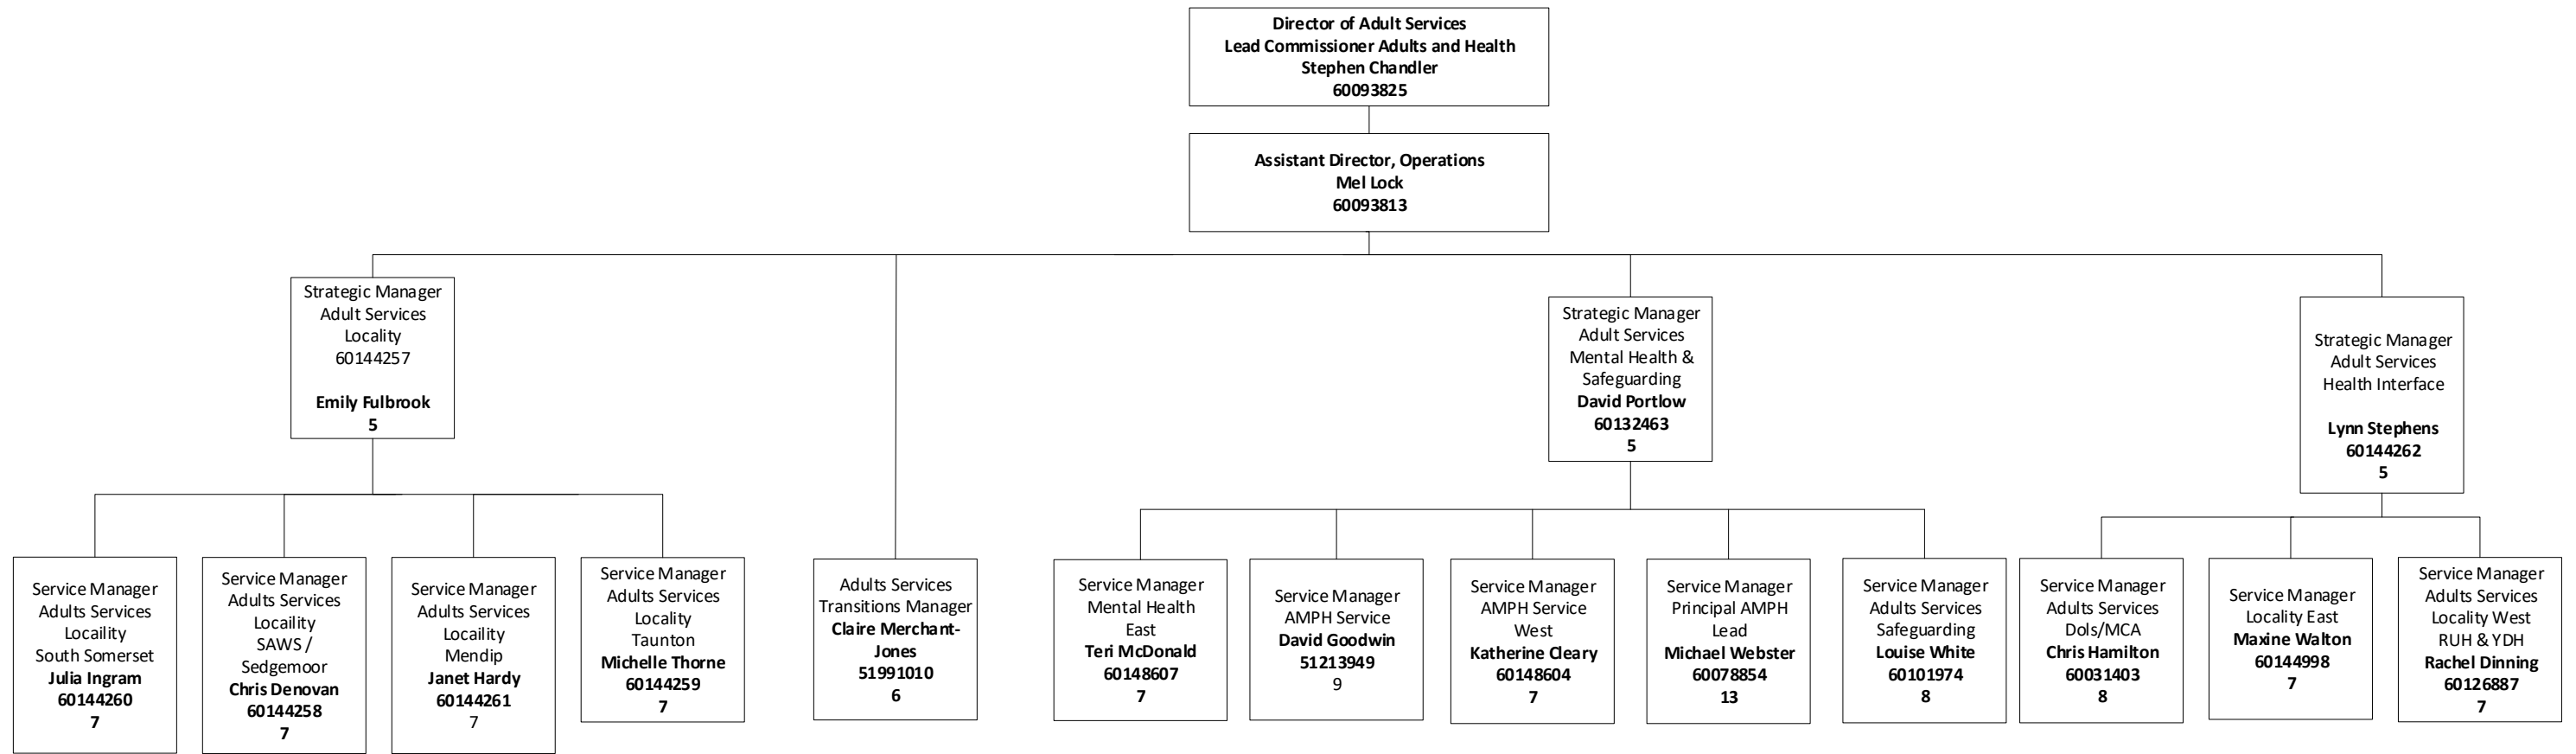 Director of Adult Services
Lead Commissioner Adults and Health
Stephen Chandler
60093825
Assistant Director, Operations
Mel Lock
60093813
Strategic Manager
Adult Services
Locality
60144257
Emily Fulbrook
5
Strategic Manager
Adult Services
Mental Health &
Safeguarding
David Portlow
60132463
5
Strategic Manager
Adult Services
Health Interface
Lynn Stephens
60144262
5
Service Manager
Adults Services
Locaility
South Somerset
Julia Ingram
60144260
7
Service Manager
Adults Services
Locaility
SAWS /
Sedgemoor
Chris Denovan
60144258
7
Service Manager
Adults Services
Locaility
Mendip
Janet Hardy
60144261
7
Service Manager
Adults Services
Locality
Taunton
Michelle Thorne
60144259
7
Adults Services
Transitions Manager
Claire Merchant-
Jones
51991010
6
Service Manager
Mental Health
East
Teri McDonald
60148607
7
Service Manager
AMPH Service
David Goodwin
51213949
9
Service Manager
AMPH Service
West
Katherine Cleary
60148604
7
Service Manager
Principal AMPH
Lead
Michael Webster
60078854
13
Service Manager
Adults Services
Safeguarding
Louise White
60101974
8
Service Manager
Adults Services
Dols/MCA
Chris Hamilton
60031403
8
Service Manager
Locality East
Maxine Walton
60144998
7
Service Manager
Adults Services
Locality West
RUH & YDH
Rachel Dinning
60126887
7